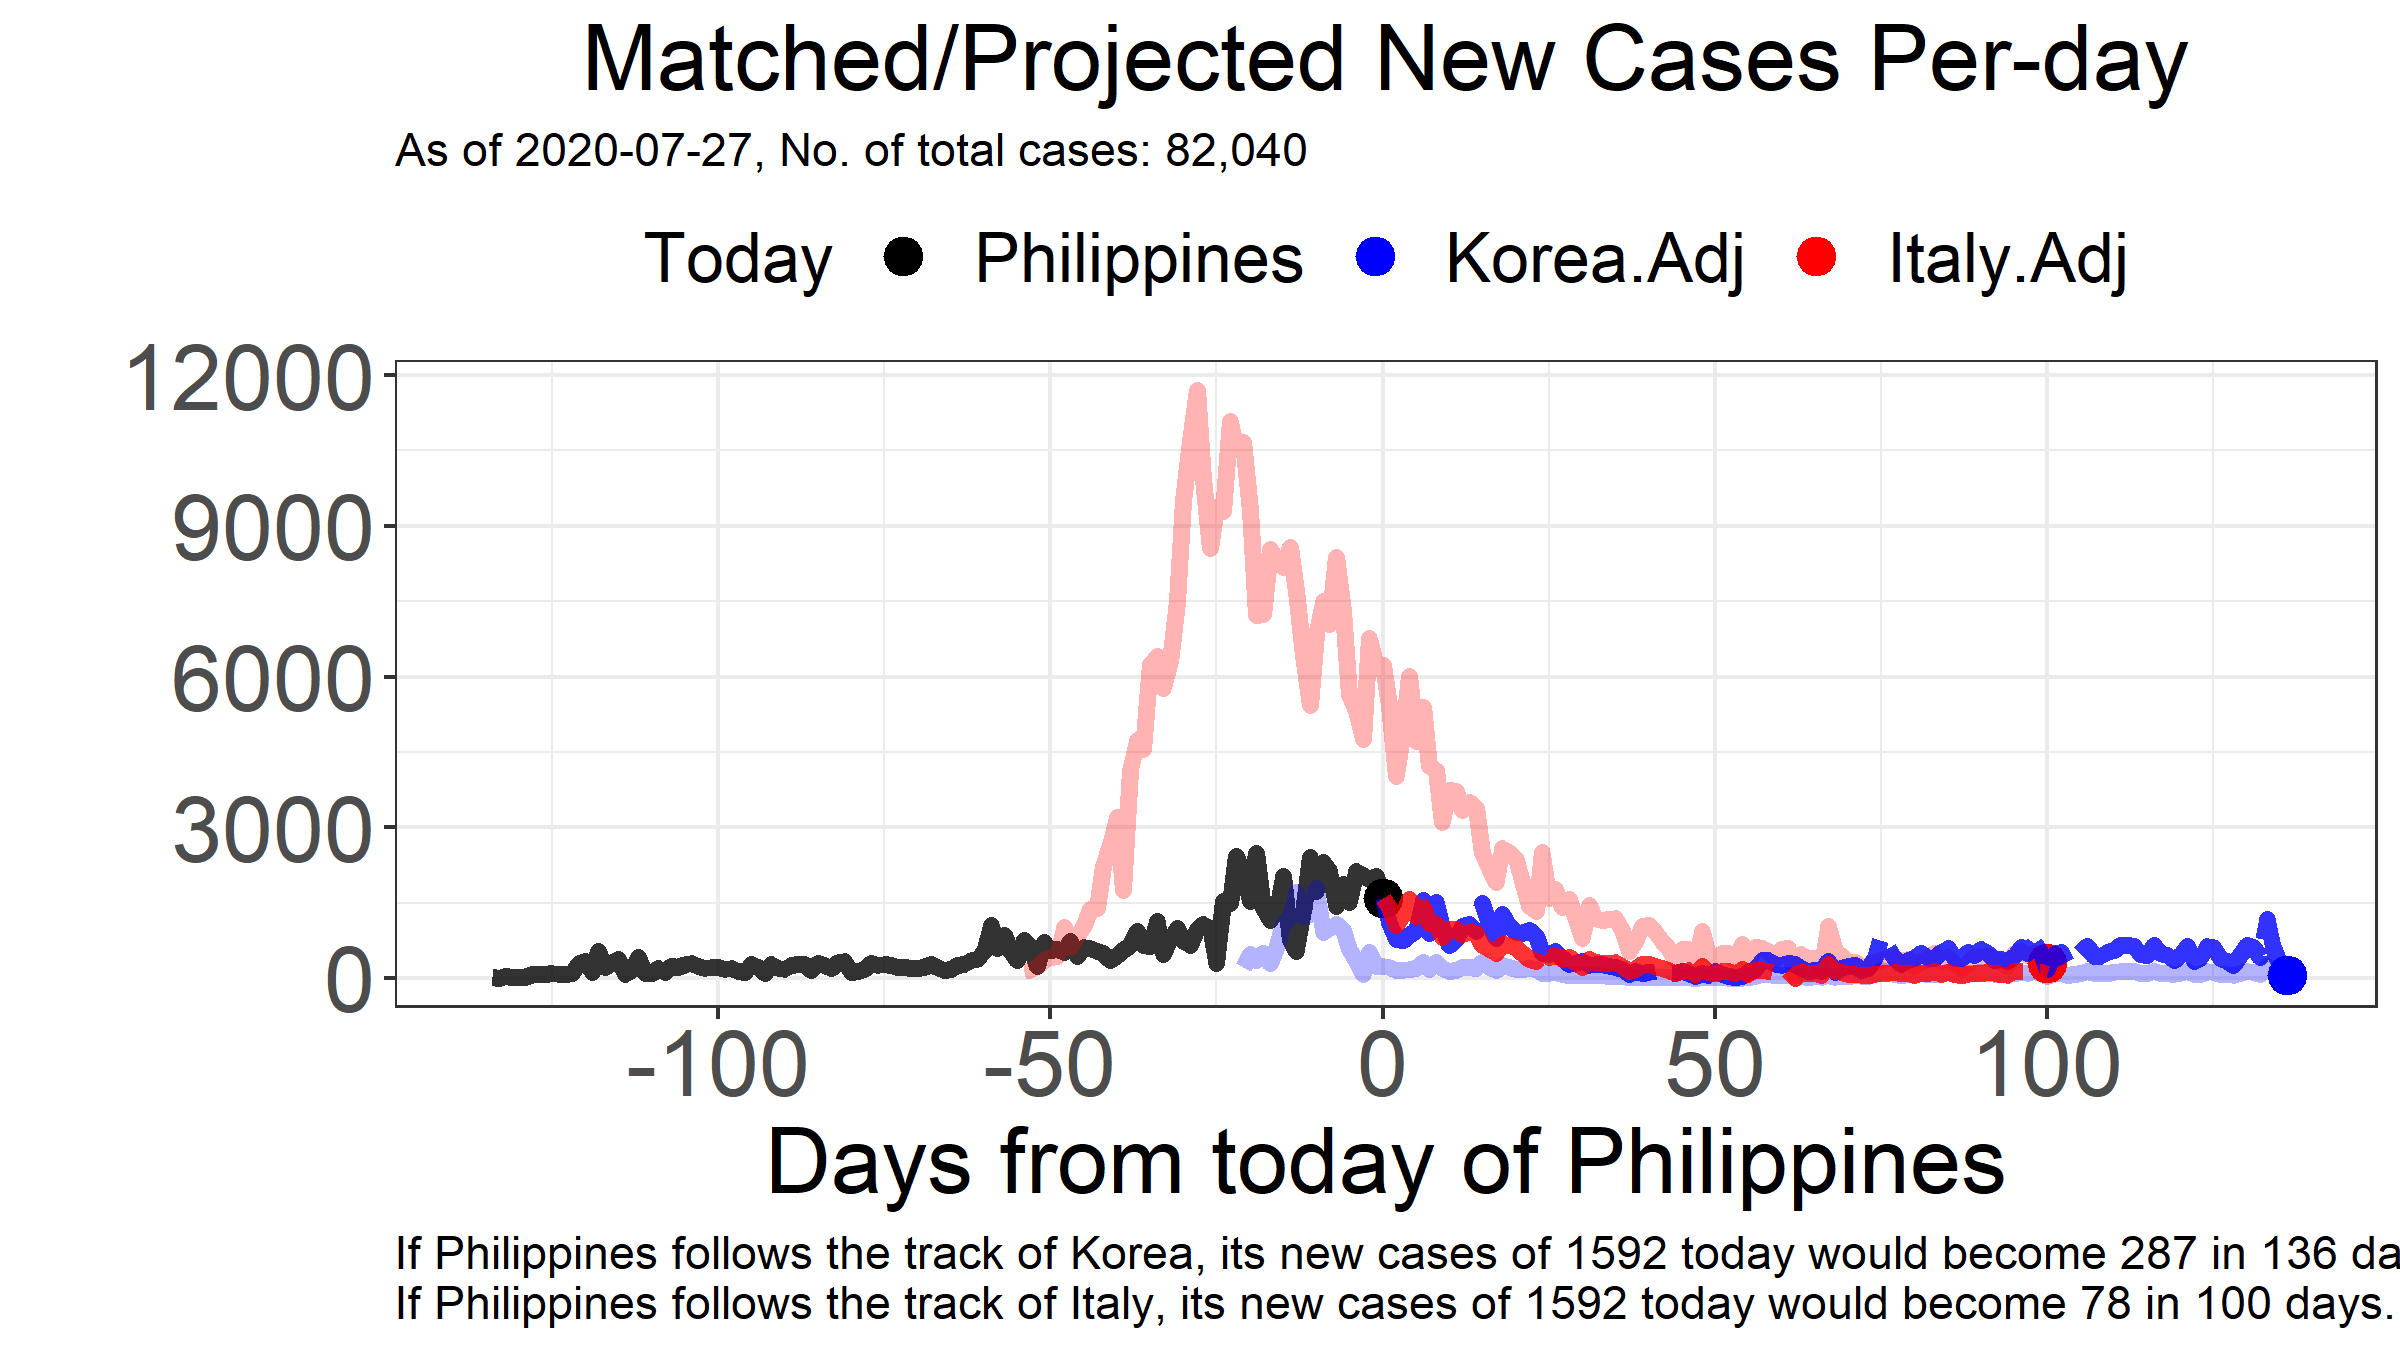 Matched/Projected New Cases Per-day
As of 2020-07-27, No. of total cases: 82,040
Today Philippines Korea.Adj Italy.Adj
12000
9000
6000
3000
0
-100 -50 0 50 100
Days from today of Philippines
If Philippines follows the track of Korea, its new cases of 1592 today would become 287 in 136 da
If Philippines follows the track of Italy, its new cases of 1592 today would become 78 in 100 days.